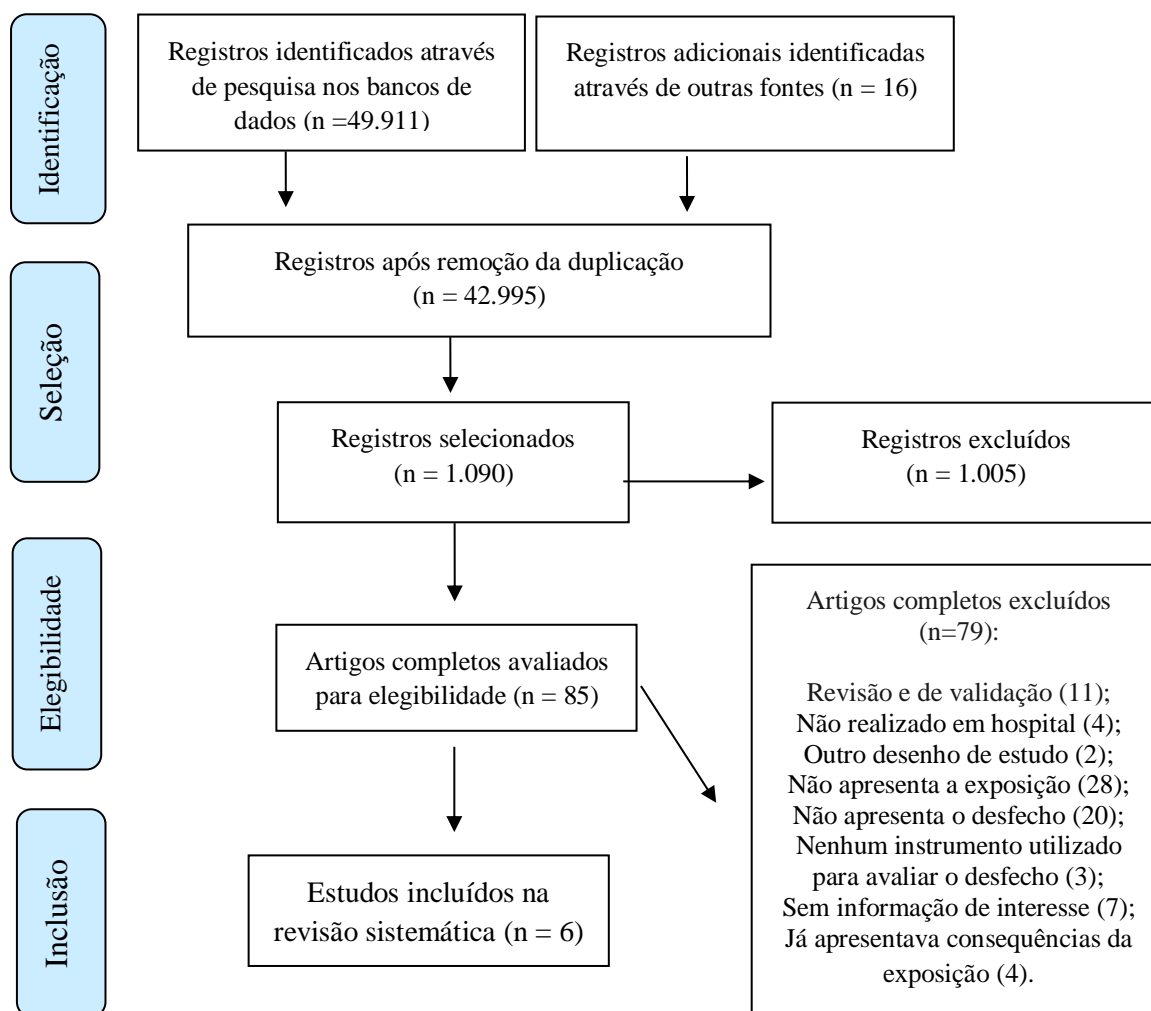 Identificação
Registros identificados através
de pesquisa nos bancos de
dados (n =49.911)
Registros adicionais identificadas
através de outras fontes (n = 16)
Seleção
Registros após remoção da duplicação
(n = 42.995)
Registros selecionados
(n = 1.090)
Registros excluídos
(n = 1.005)
Elegibilidade
Artigos completos avaliados
para elegibilidade (n = 85)
Artigos completos excluídos
(n=79):
Revisão e de validação (11);
Não realizado em hospital (4);
Outro desenho de estudo (2);
Não apresenta a exposição (28);
Não apresenta o desfecho (20);
Nenhum instrumento utilizado
para avaliar o desfecho (3);
Sem informação de interesse (7);
Já apresentava consequências da
exposição (4).
Inclusão
Estudos incluídos na
revisão sistemática (n = 6)